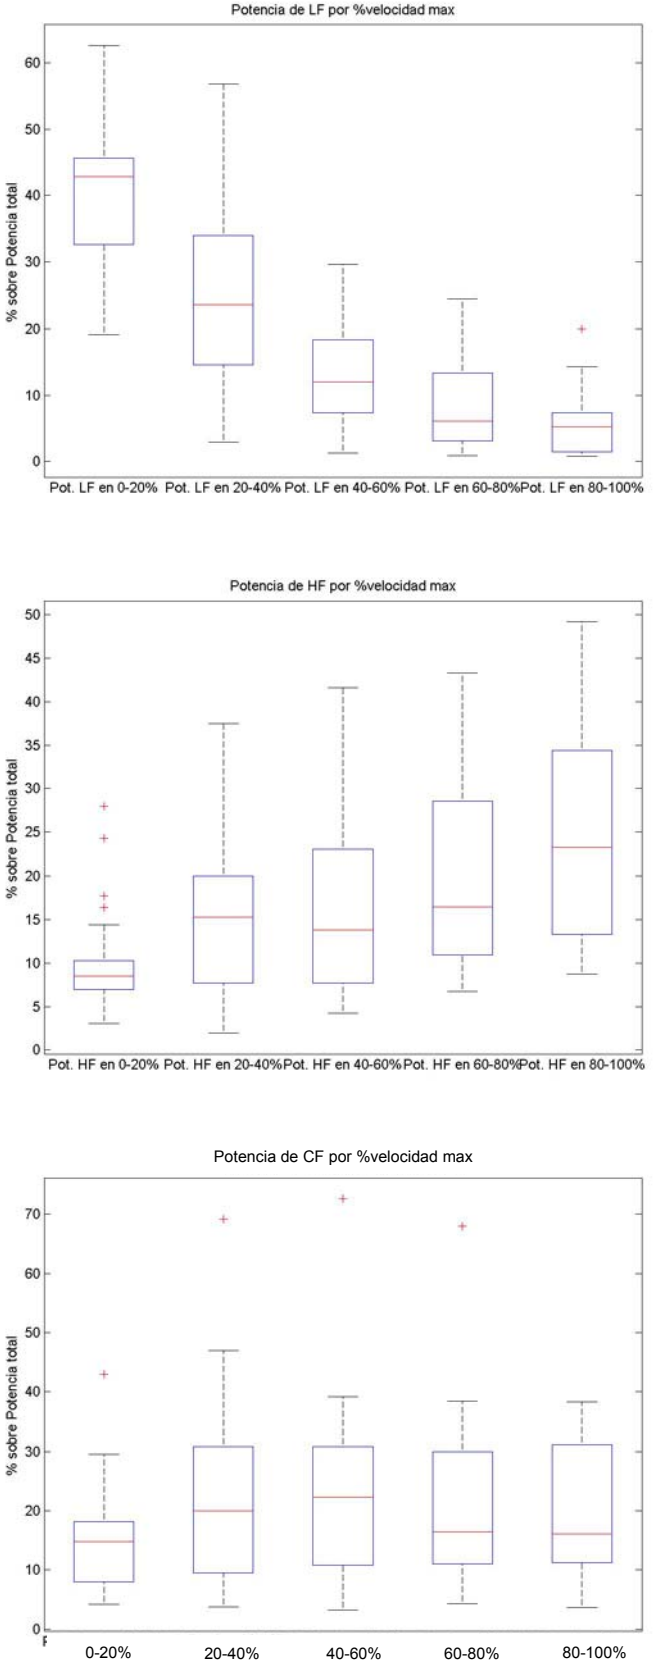 Potencia de LF por %velocidad max
60
50
40
30
20
10
0
% sobre Potencia total
Pot. LF en 0-20% Pot. LF en 20-40% Pot. LF en 40-60% Pot. LF en 60-80% Pot. LF en 80-100%
Potencia de HF por %velocidad max
50
45
40
35
30
25
20
15
10
5
0
% sobre Potencia total
Pot. HF en 0-20% Pot. HF en 20-40% Pot. HF en 40-60% Pot. HF en 60-80% Pot. HF en 80-100%
Potencia de CF por %velocidad max
70
60
50
40
30
20
10
0
% sobre Potencia total
0-20% 20-40% 40-60% 60-80% 80-100%